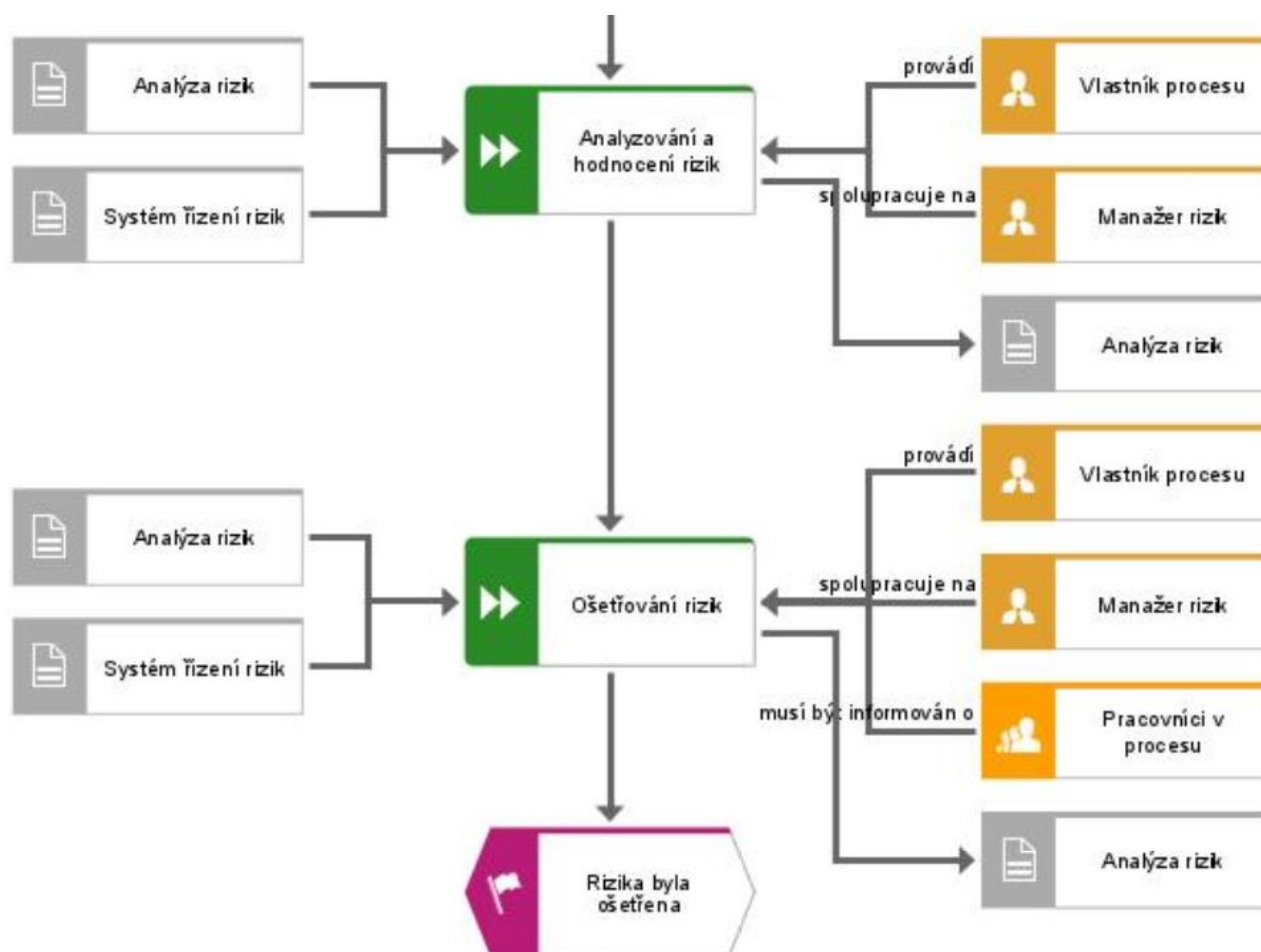 Analýza rizik
Systém řízení rizik
Analyzování a
hodnocení rizik
provádí
Vlastník procesu
spolupracuje na
Manažer rizik
Analýza rizik
Analýza rizik
Systém řízení rizik
Ošetřování rizik
provádí
Vlastník procesu
spolupracuje na
Manažer rizik
musí být informován o
Pracovníci v
procesu
Analýza rizik
Rizika byla
ošetřena